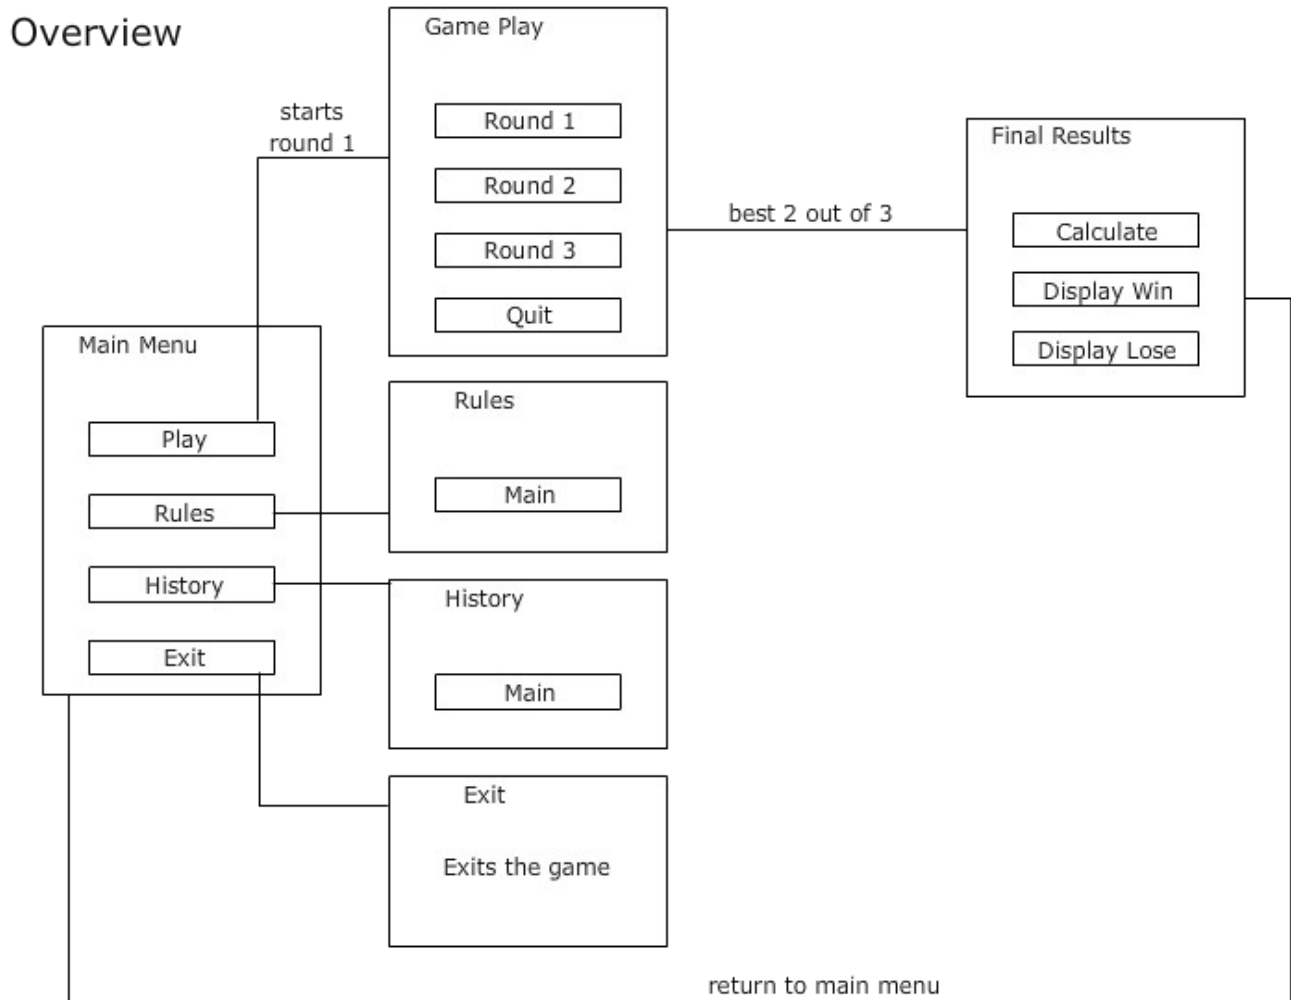 Overview
Game Play
starts
round 1
Round 1
Round 2
Round 3
Quit
best 2 out of 3
Final Results
Calculate
Display Win
Display Lose
Main Menu
Play
Rules
History
Exit
Rules
Main
History
Main
Exit
Exits the game
return to main menu